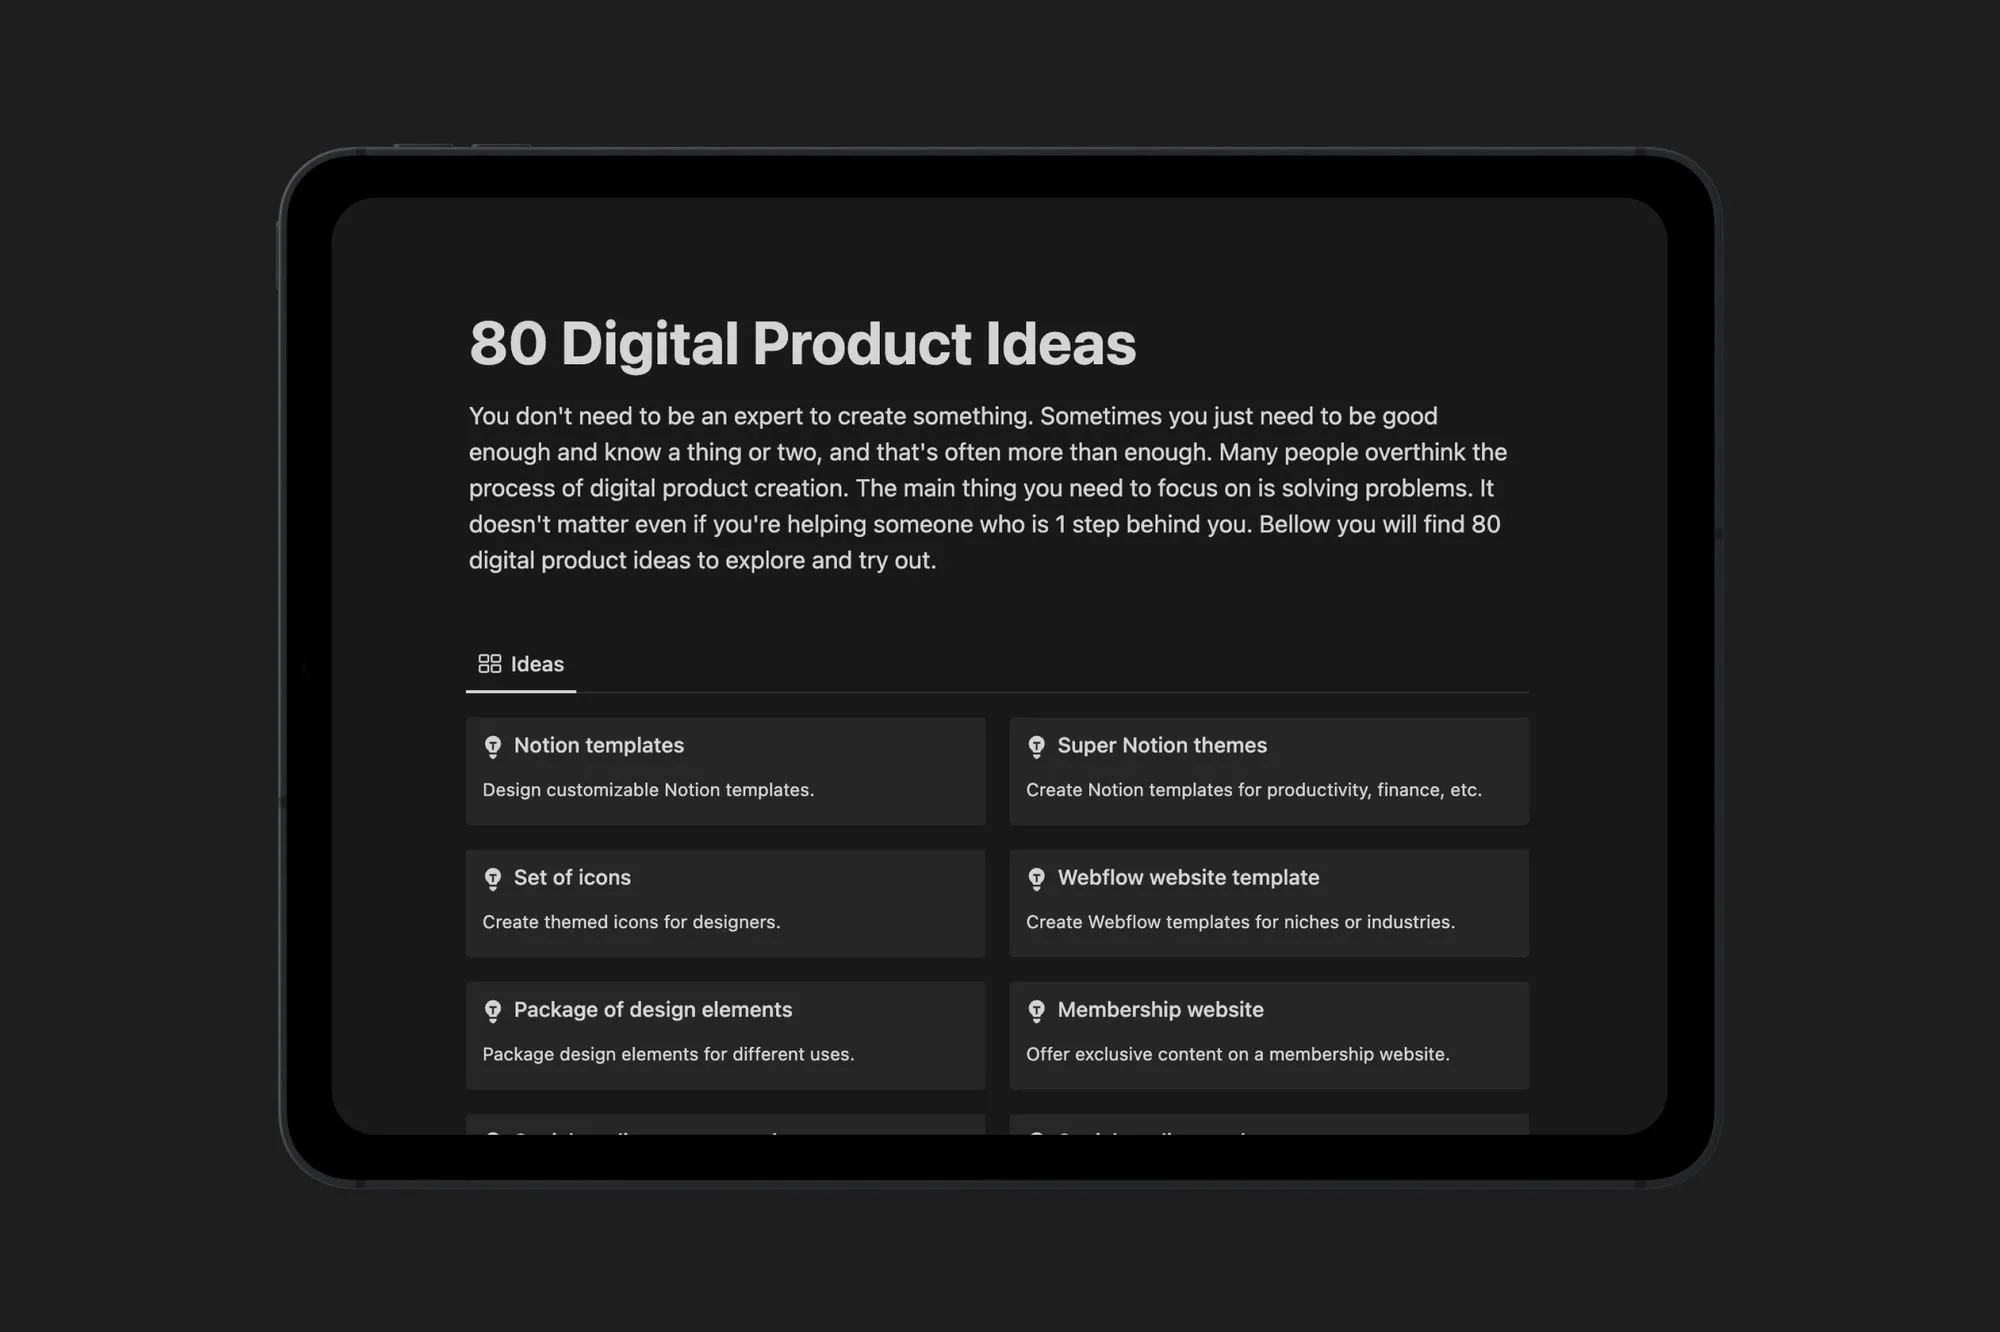 80 Digital Product Ideas
You don't need to be an expert to create something. Sometimes you just need to be good
enough and know a thing or two, and that's often more than enough. Many people overthink the
process of digital product creation. The main thing you need to focus on is solving problems. It
doesn't matter even if you're helping someone who is 1 step behind you. Bellow you will find 80
digital product ideas to explore and try out.
Ideas
Notion templates
Design customizable Notion templates.
Super Notion themes
Create Notion templates for productivity, finance, etc.
Set of icons
Create themed icons for designers.
Webflow website template
Create Webflow templates for niches or industries.
Package of design elements
Package design elements for different uses.
Membership website
Offer exclusive content on a membership website.